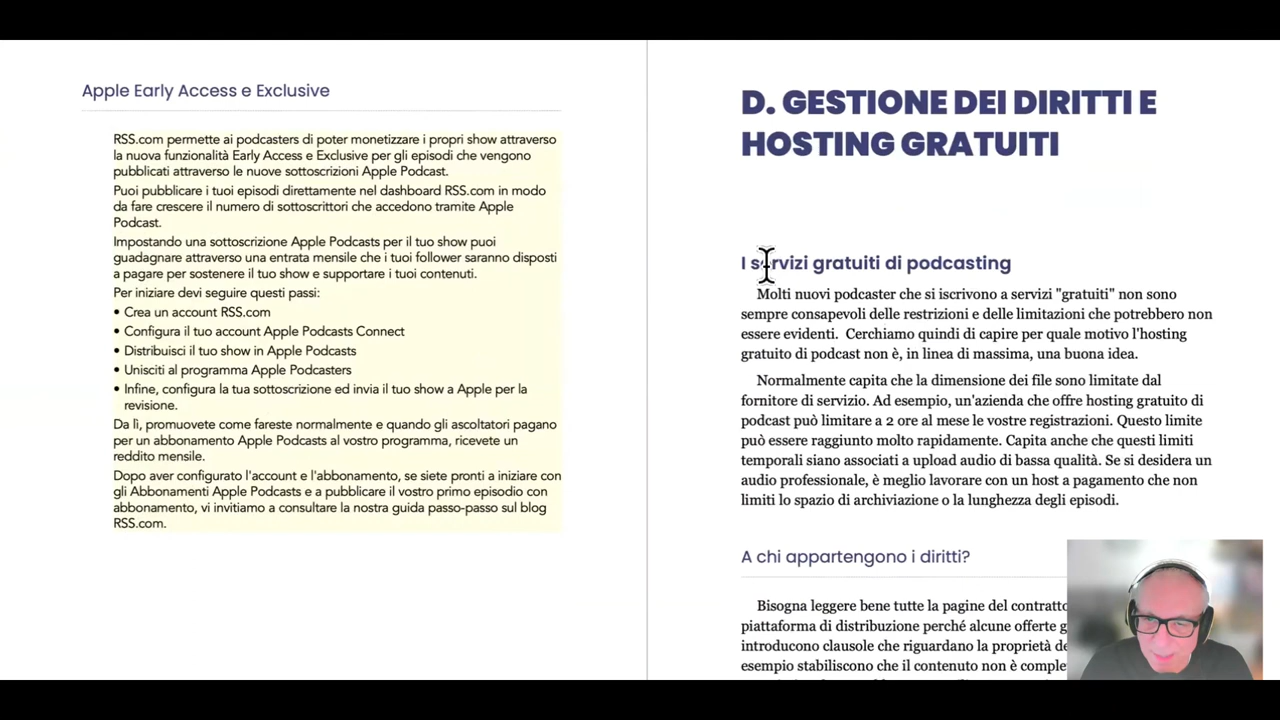 Apple Early Access e Exclusive
RSS.com permette ai podcasters di poter monetizzare i propri show attraverso
la nuova funzionalità Early Access e Exclusive per gli episodi che vengono
pubblicati attraverso le nuove sottoscrizioni Apple Podcast.
Puoi pubblicare i tuoi episodi direttamente nel dashboard RSS.com in modo
da fare crescere il numero di sottoscrittori che accedono tramite Apple
Podcast.
Impostando una sottoscrizione Apple Podcasts per il tuo show puoi
guadagnare attraverso una entrata mensile che i tuoi follower saranno disposti
a pagare per sostenere il tuo show e supportare i tuoi contenuti.
Per iniziare devi seguire questi passi:
• Crea un account RSS.com
• Configura il tuo account Apple Podcasts Connect
• Distribuisci il tuo show in Apple Podcasts
• Unisciti al programma Apple Podcasters
• Infine, configura la tua sottoscrizione ed invia il tuo show a Apple per la
revisione.
Da lì, promuovete come fareste normalmente e quando gli ascoltatori pagano
per un abbonamento Apple Podcasts al vostro programma, ricevete un
reddito mensile.
Dopo aver configurato l'account e l'abbonamento, se siete pronti a iniziare con
gli Abbonamenti Apple Podcasts e a pubblicare il vostro primo episodio con
abbonamento, vi invitiamo a consultare la nostra guida passo-passo sul blog
RSS.com.
D. GESTIONE DEI DIRITTI E
HOSTING GRATUITI
I servizi gratuiti di podcasting
Molti nuovi podcaster che si iscrivono a servizi "gratuiti" non sono
sempre consapevoli delle restrizioni e delle limitazioni che potrebbero non
essere evidenti. Cerchiamo quindi di capire per quale motivo l'hosting
gratuito di podcast non è, in linea di massima, una buona idea.
Normalmente capita che la dimensione dei file sono limitate dal
fornitore di servizio. Ad esempio, un'azienda che offre hosting gratuito di
podcast può limitare a 2 ore al mese le vostre registrazioni. Questo limite
può essere raggiunto molto rapidamente. Capita anche che questi limiti
temporali siano associati a upload audio di bassa qualità. Se si desidera un
audio professionale, è meglio lavorare con un host a pagamento che non
limiti lo spazio di archiviazione o la lunghezza degli episodi.
A chi appartengono i diritti?
Bisogna leggere bene tutte la pagine del contratto
piattaforma di distribuzione perché alcune offerte g
introducono clausole che riguardano la proprietà de
esempio stabiliscono che il contenuto non è comple